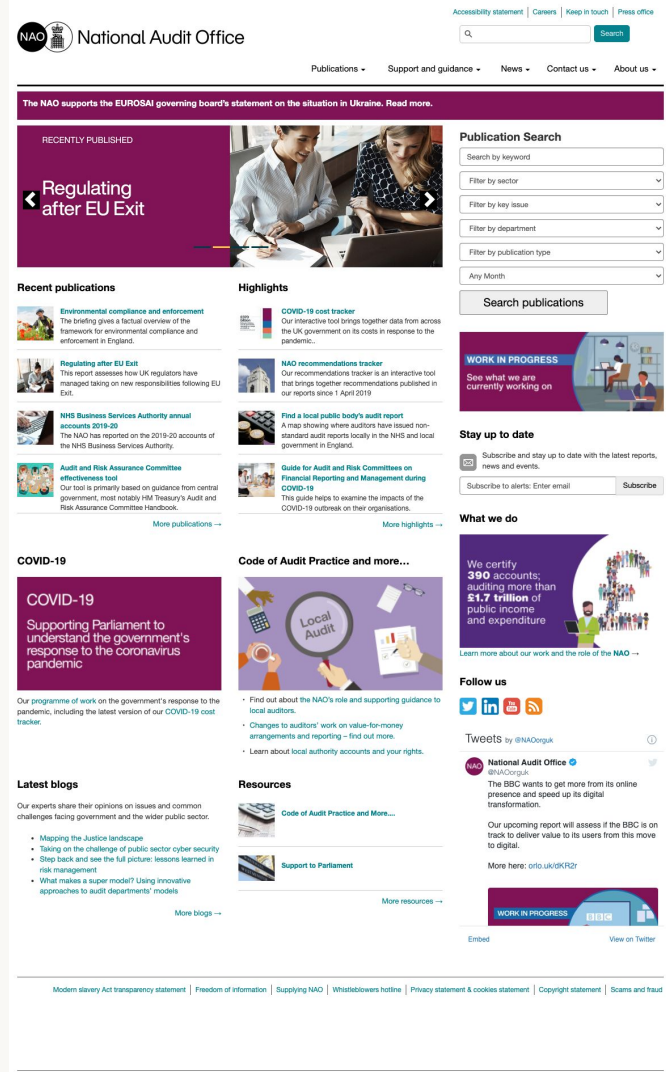 Accessibility statement | Careers | Keep in touch | Press office
NAO National Audit Office
Search
Publications Support and guidance News Contact us About us
The NAO supports the EUROSAI governing board's statement on the situation in Ukraine. Read more.
RECENTLY PUBLISHED
Regulating
after EU Exit
Publication Search
Search by keyword
Filter by sector
Filter by key issue
Filter by department
Filter by publication type
Any Month
Search publications
Recent publications
Environmental compliance and enforcement
The briefing gives a factual overview of the
framework for environmental compliance and
enforcement in England.
Regulating after EU Exit
This report assesses how UK regulators have
managed taking on new responsibilities following EU
Exit.
NHS Business Services Authority annual
accounts 2019-20
The NAO has reported on the 2019-20 accounts of
the NHS Business Services Authority.
Audit and Risk Assurance Committee
effectiveness tool
Our tool is primarily based on guidance from central
government, most notably HM Treasury's Audit and
Risk Assurance Committee Handbook.
More publications →
Highlights
COVID-19 cost tracker
Our interactive tool brings together data from across
the UK government on its costs in response to the
pandemic..
NAO recommendations tracker
Our recommendations tracker is an interactive tool
that brings together recommendations published in
our reports since 1 April 2019
Find a local public body's audit report
A map showing where auditors have issued non-
standard audit reports locally in the NHS and local
government in England.
Guide for Audit and Risk Committees on
Financial Reporting and Management during
COVID-19
This guide helps to examine the impacts of the
COVID-19 outbreak on their organisations.
More highlights →
WORK IN PROGRESS
See what we are
currently working on
Stay up to date
Subscribe and stay up to date with the latest reports,
news and events.
Subscribe to alerts: Enter email Subscribe
What we do
We certify
390 accounts;
auditing more than
£1.7 trillion of
public income
and expenditure
Learn more about our work and the role of the NAO →
COVID-19
COVID-19
Supporting Parliament to
understand the government's
response to the coronavirus
pandemic
Our programme of work on the government's response to the
pandemic, including the latest version of our COVID-19 cost
tracker.
Code of Audit Practice and more…
Local
Audit
• Find out about the NAO's role and supporting guidance to
local auditors.
• Changes to auditors' work on value-for-money
arrangements and reporting – find out more.
• Learn about local authority accounts and your rights.
Follow us
You Tube
Tweets by @NAOorguk
NAO National Audit Office
@NAOorguk
The BBC wants to get more from its online
presence and speed up its digital
transformation.
Our upcoming report will assess if the BBC is on
track to deliver value to its users from this move
to digital.
More here: orlo.uk/dKR2r
WORK IN PROGRESS BBC
Embed View on Twitter
Latest blogs
Our experts share their opinions on issues and common
challenges facing government and the wider public sector.
• Mapping the Justice landscape
• Taking on the challenge of public sector cyber security
• Step back and see the full picture: lessons learned in
risk management
• What makes a super model? Using innovative
approaches to audit departments' models
More blogs →
Resources
Code of Audit Practice and More....
Support to Parliament
More resources →
Modern slavery Act transparency statement | Freedom of information | Supplying NAO | Whistleblowers hotline | Privacy statement & cookies statement | Copyright statement | Scams and fraud